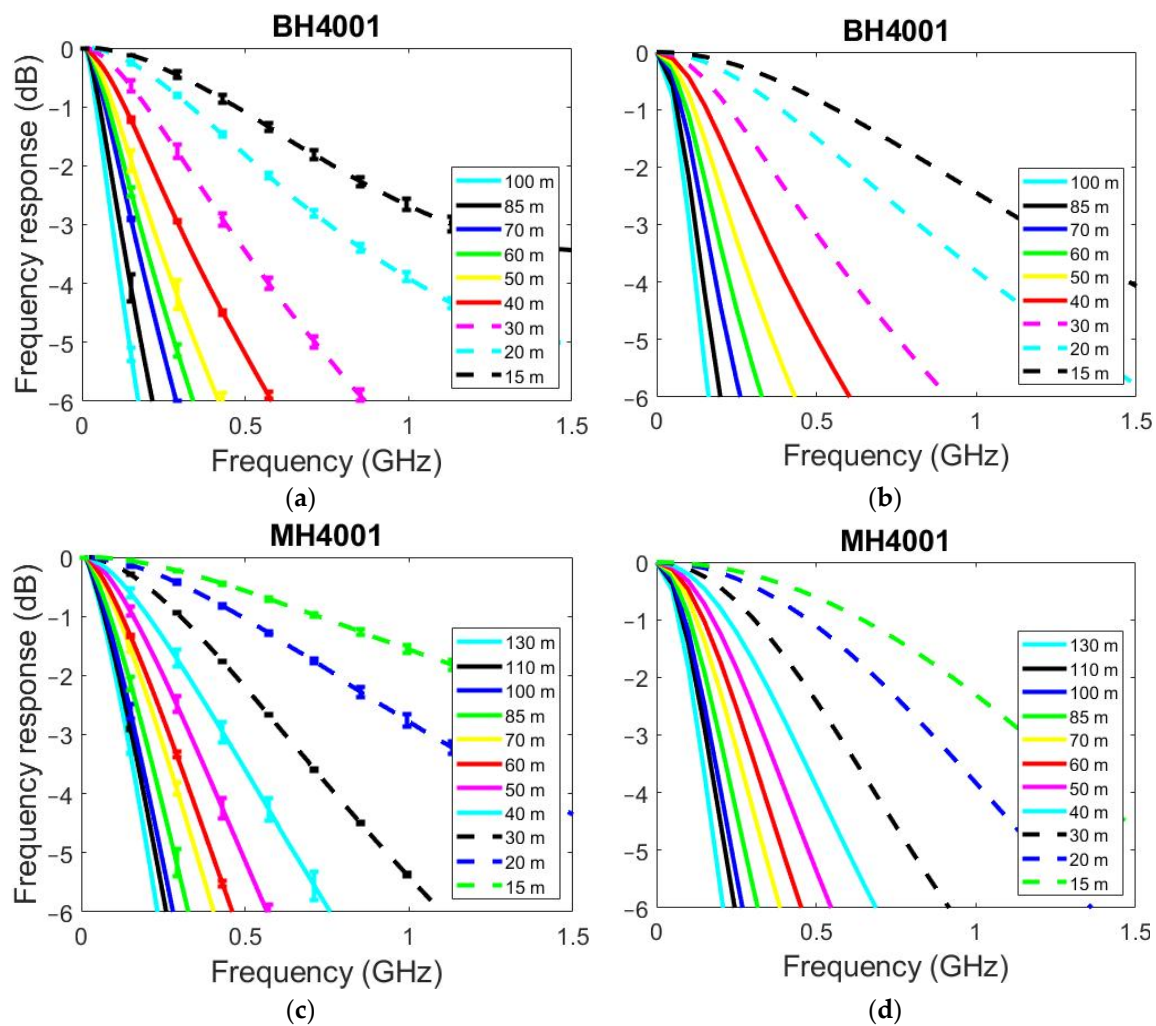 BH4001
0
−1
−2
−3
−4
−5
−6
Frequency response (dB)
100 m
85 m
70 m
60 m
50 m
40 m
30 m
20 m
15 m
0 0.5 1 1.5
Frequency (GHz)
(a)
BH4001
0
−1
−2
−3
−4
−5
−6
100 m
85 m
70 m
60 m
50 m
40 m
30 m
20 m
15 m
0 0.5 1 1.5
Frequency (GHz)
(b)
MH4001
0
−1
−2
−3
−4
−5
−6
Frequency response (dB)
130 m
110 m
100 m
85 m
70 m
60 m
50 m
40 m
30 m
20 m
15 m
0 0.5 1 1.5
Frequency (GHz)
(c)
MH4001
0
−1
−2
−3
−4
−5
−6
130 m
110 m
100 m
85 m
70 m
60 m
50 m
40 m
30 m
20 m
15 m
0 0.5 1 1.5
Frequency (GHz)
(d)